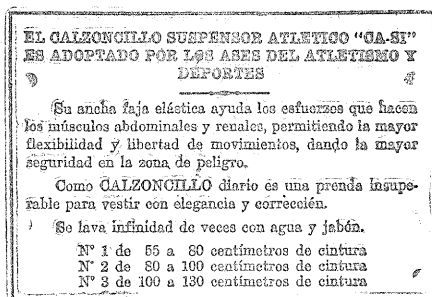 EL CALZONCILLO SUSPENSOR ATLETICO "CA-SI"
ES ADOPTADO POR LOS ASES DEL ATLETISMO Y
DEPORTES
Su ancha faja elástica ayuda los esfuerzos que hacen
los músculos abdominales y renales, permitiendo la mayor
flexibilidad y libertad de movimientos, dando la mayor
seguridad en la zona de peligro.
Como CALZONCILLO diario es una prenda insupe-
rable para vestir con elegancia y corrección.
Se lava infinidad de veces con agua y jabón.
Nº 1 de 55 a 80 centímetros de cintura
Nº 2 de 80 a 100 centímetros de cintura
Nº 3 de 100 a 130 centímetros de cintura